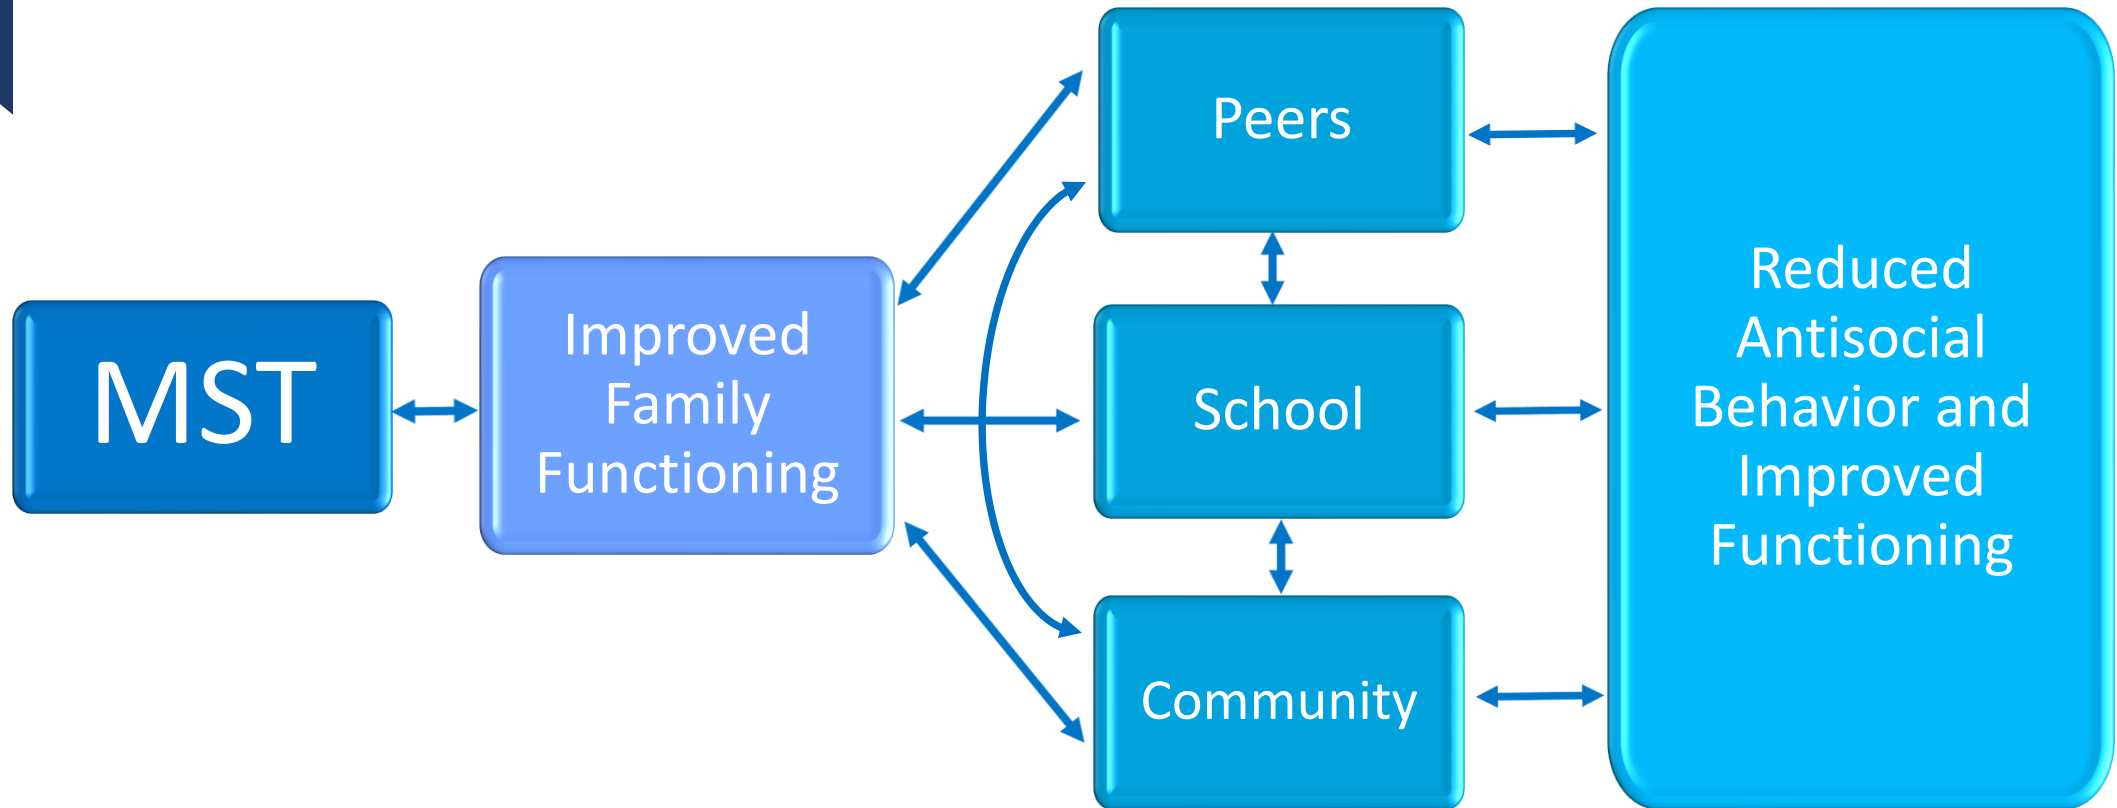 MST
Improved
Family
Functioning
Peers
School
Community
Reduced
Antisocial
Behavior and
Improved
Functioning